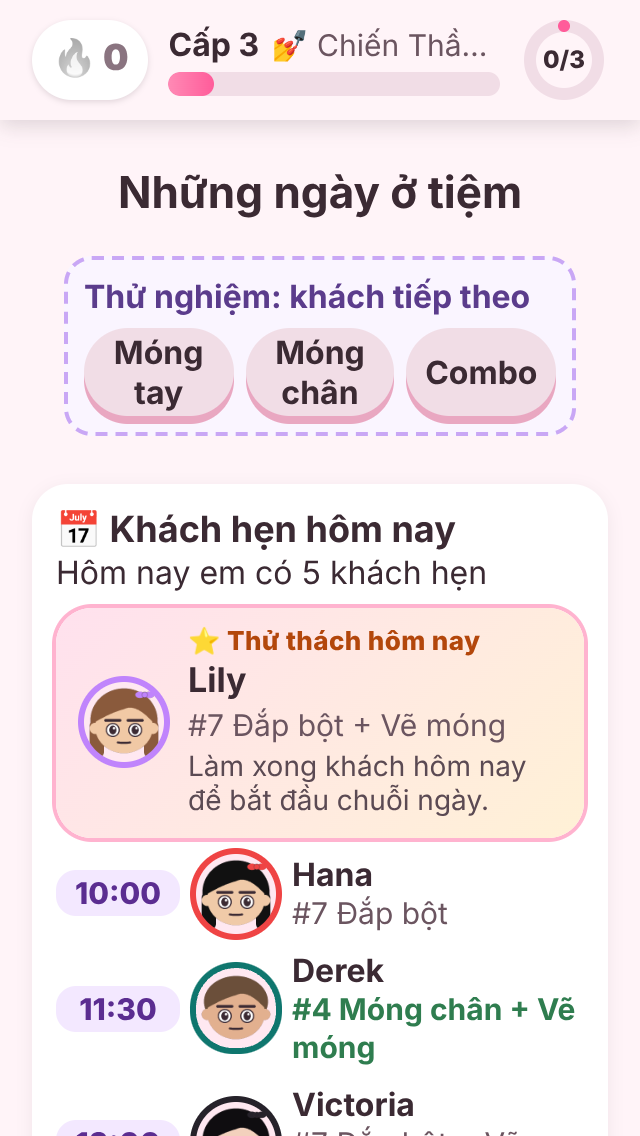 0
Cấp 3 💅 Chiến Thầ...
0/3
Những ngày ở tiệm
Thử nghiệm: khách tiếp theo
Móng
tay
Móng
chân
Combo
Khách hẹn hôm nay
Hôm nay em có 5 khách hẹn
⭐ Thử thách hôm nay
Lily
#7 Đắp bột + Vẽ móng
Làm xong khách hôm nay
để bắt đầu chuỗi ngày.
10:00
Hana
#7 Đắp bột
11:30
Derek
#4 Móng chân + Vẽ
móng
Victoria